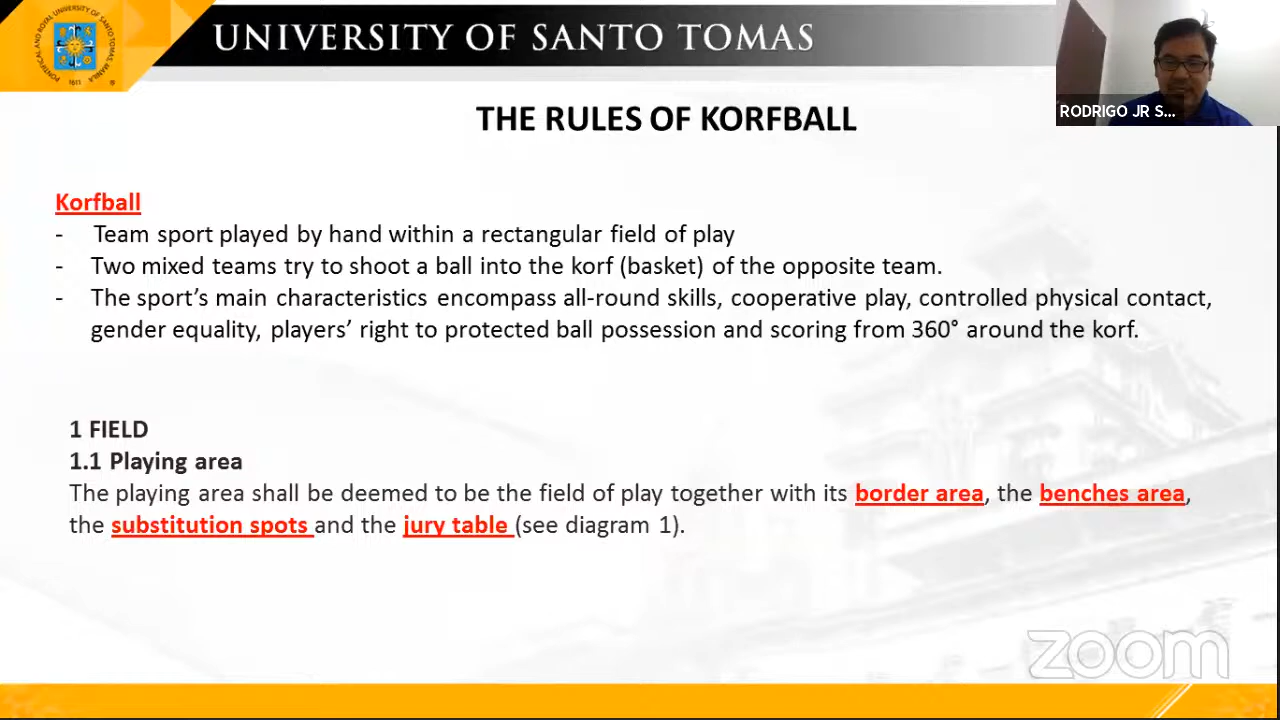 UNIVERSITY OF SANTO TOMAS
RODRIGO JR S...
THE RULES OF KORFBALL
Korfball
- Team sport played by hand within a rectangular field of play
- Two mixed teams try to shoot a ball into the korf (basket) of the opposite team.
- The sport's main characteristics encompass all-round skills, cooperative play, controlled physical contact,
gender equality, players' right to protected ball possession and scoring from 360° around the korf.
1 FIELD
1.1 Playing area
The playing area shall be deemed to be the field of play together with its border area, the benches area,
the substitution spots and the jury table (see diagram 1).
zoom